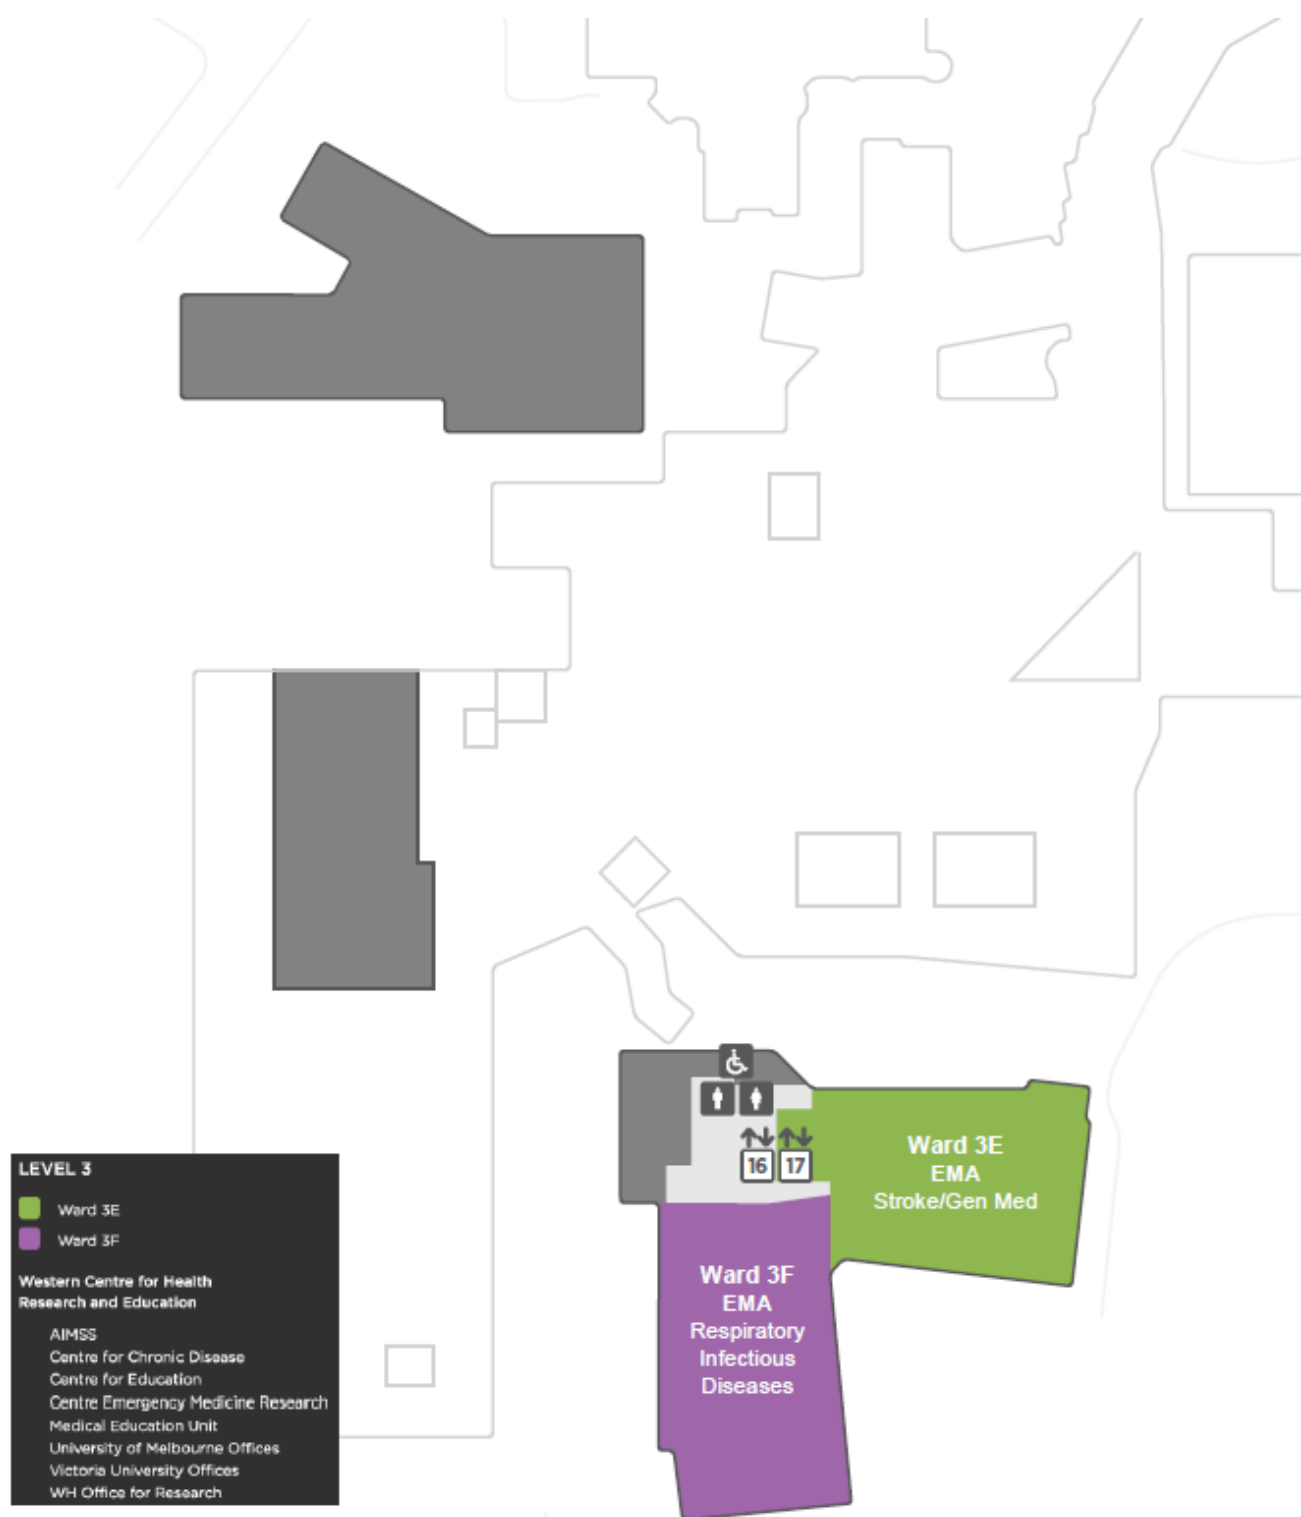 16 17
Ward 3E
EMA
Stroke/Gen Med
Ward 3F
EMA
Respiratory
Infectious
Diseases
LEVEL 3
Ward 3E
Ward 3F
Western Centre for Health
Research and Education
AIMSS
Centre for Chronic Disease
Centre for Education
Centre Emergency Medicine Research
Medical Education Unit
University of Melbourne Offices
Victoria University Offices
WH Office for Research